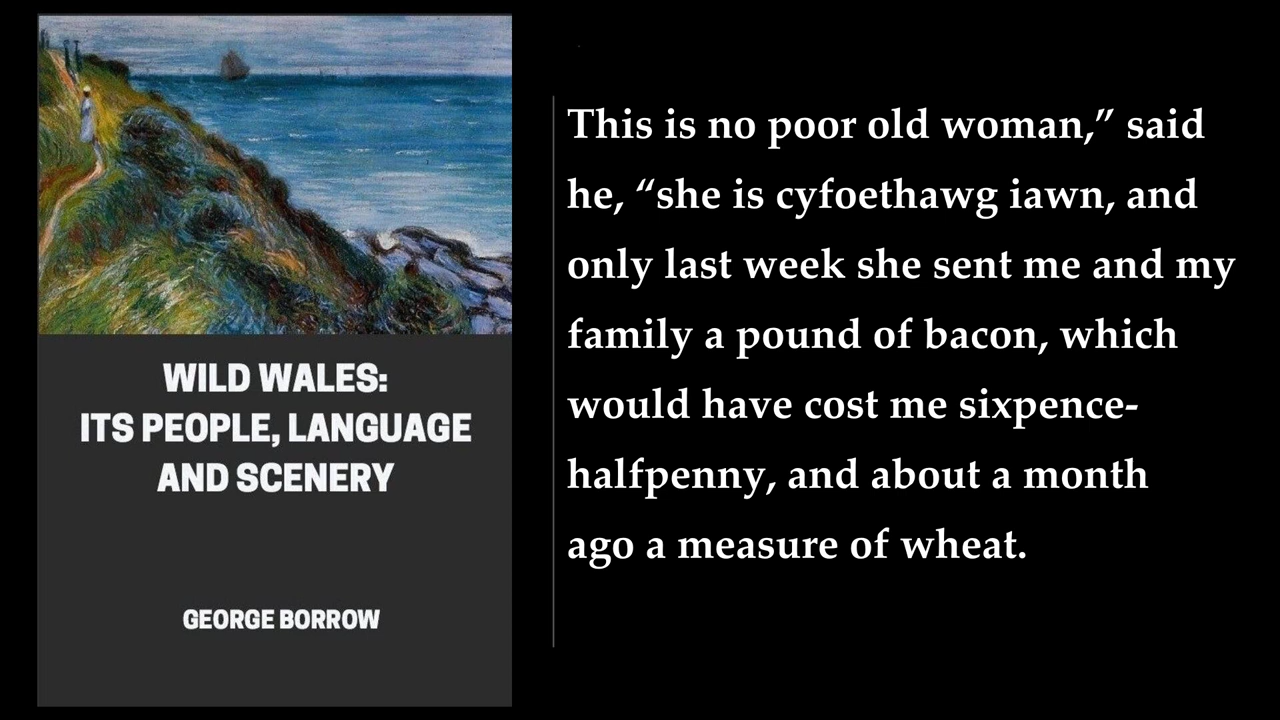 WILD WALES:
ITS PEOPLE, LANGUAGE
AND SCENERY
GEORGE BORROW
This is no poor old woman,” said
he, “she is cyfoethawg iawn, and
only last week she sent me and my
family a pound of bacon, which
would have cost me sixpence-
halfpenny, and about a month
ago a measure of wheat.